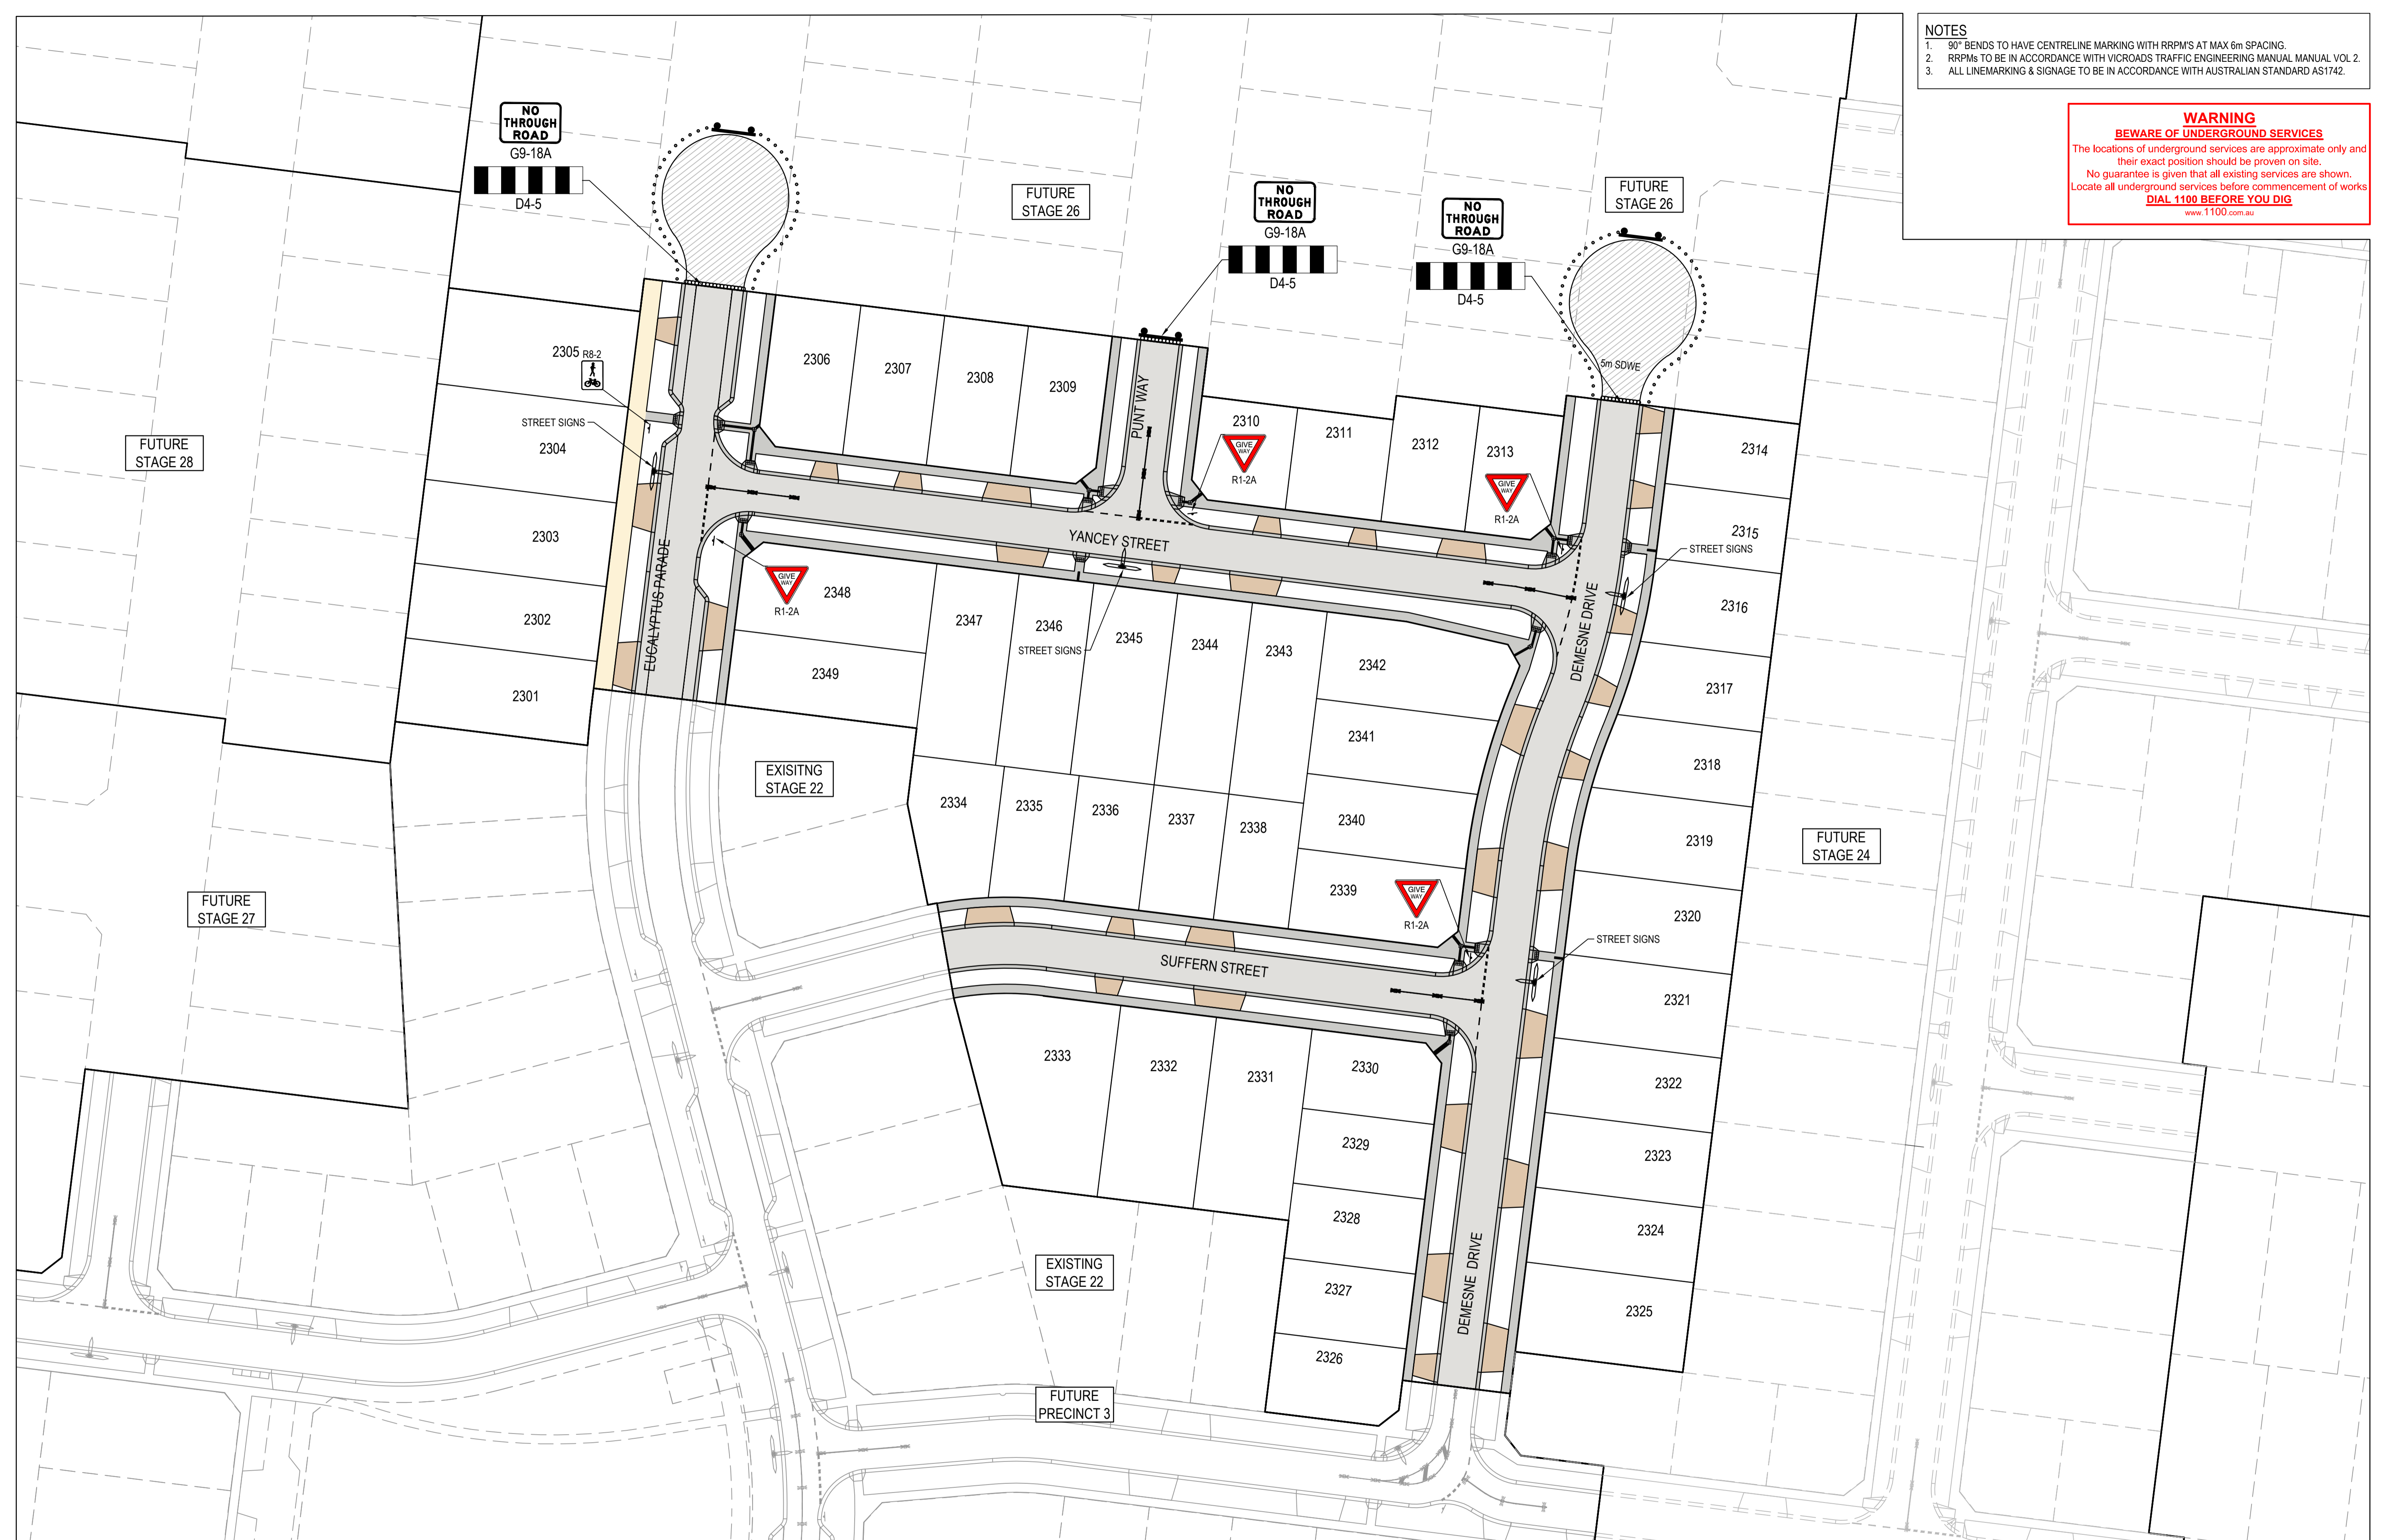 NOTES
1. 90° BENDS TO HAVE CENTRELINE MARKING WITH RRPM'S AT MAX 6m SPACING.
2. RRPMs TO BE IN ACCORDANCE WITH VICROADS TRAFFIC ENGINEERING MANUAL MANUAL VOL 2.
3. ALL LINEMARKING & SIGNAGE TO BE IN ACCORDANCE WITH AUSTRALIAN STANDARD AS1742.
WARNING
BEWARE OF UNDERGROUND SERVICES
The locations of underground services are approximate only and
their exact position should be proven on site.
No guarantee is given that all existing services are shown.
Locate all underground services before commencement of works
DIAL 1100 BEFORE YOU DIG
www.1100.com.au
NO
THROUGH
ROAD
G9-18A
D4-5
FUTURE
STAGE 26
NO
THROUGH
ROAD
G9-18A
D4-5
NO
THROUGH
ROAD
G9-18A
D4-5
FUTURE
STAGE 26
5m SDWE
2305
R8-2
STREET SIGNS
2304
2303
2302
2301
FUTURE
STAGE 28
2306
2307
2308
2309
PUNT WAY
2310
GIVE
WAY
R1-2A
2311
2312
2313
GIVE
WAY
R1-2A
2314
2315
STREET SIGNS
2316
2317
2318
2319
2320
STREET SIGNS
2321
2322
2323
2324
2325
EUCALYPTUS PARADE
YANCEY STREET
DEMESNE DRIVE
GIVE
WAY
R1-2A
2348
2349
2347
2346
STREET SIGNS
2345
2344
2343
2342
2341
2340
2339
GIVE
WAY
R1-2A
EXISITNG
STAGE 22
2334
2335
2336
2337
2338
FUTURE
STAGE 24
FUTURE
STAGE 27
SUFFERN STREET
2333
2332
2331
2330
2329
2328
2327
2326
DEMESNE DRIVE
EXISTING
STAGE 22
FUTURE
PRECINCT 3